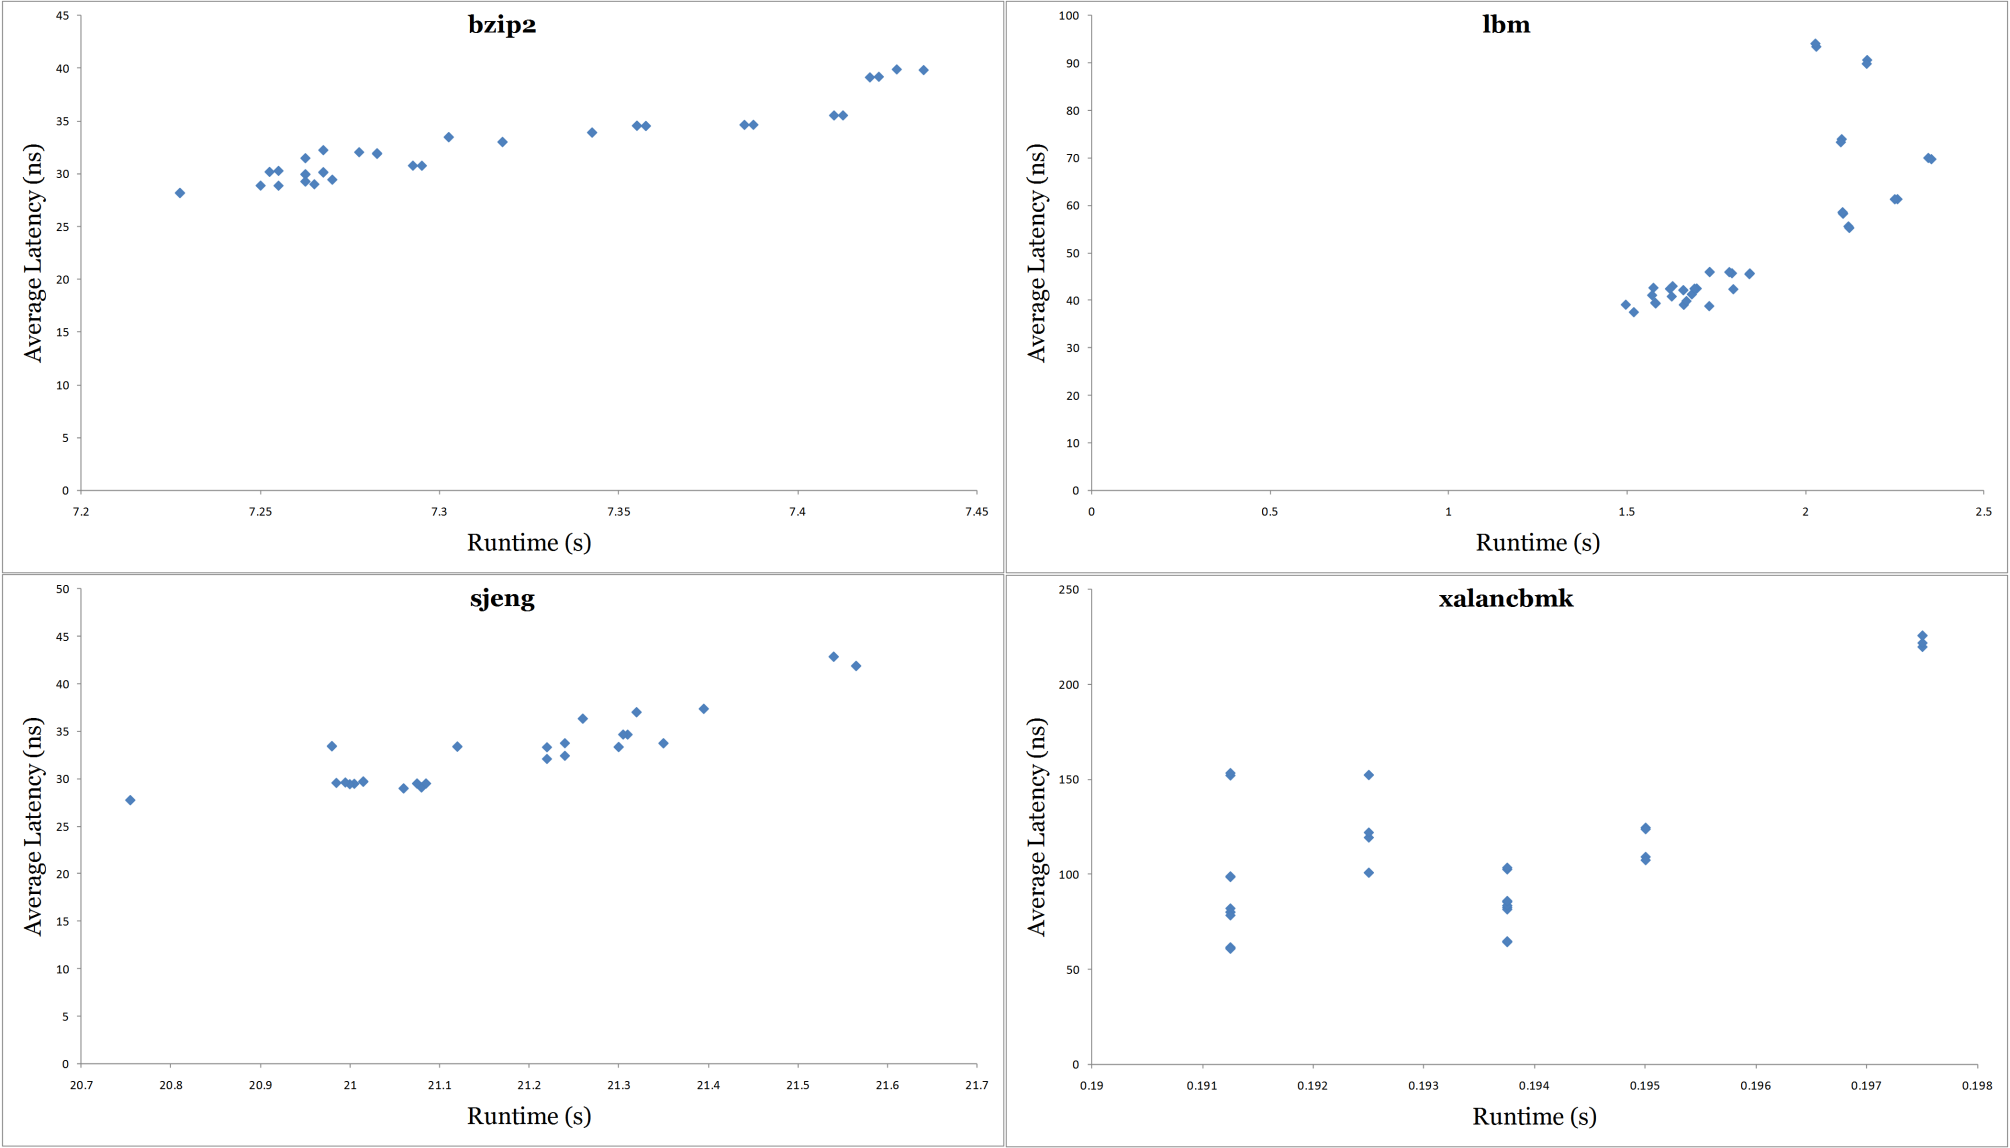 bzip2
45
40
35
30
25
20
15
10
5
0
Average Latency (ns)
7.2 7.25 7.3 7.35 7.4 7.45
Runtime (s)
lbm
100
90
80
70
60
50
40
30
20
10
0
Average Latency (ns)
0 0.5 1 1.5 2 2.5
Runtime (s)
sjeng
50
45
40
35
30
25
20
15
10
5
0
Average Latency (ns)
20.7 20.8 20.9 21 21.1 21.2 21.3 21.4 21.5 21.6 21.7
Runtime (s)
xalancbmk
250
200
150
100
50
0
Average Latency (ns)
0.19 0.191 0.192 0.193 0.194 0.195 0.196 0.197 0.198
Runtime (s)